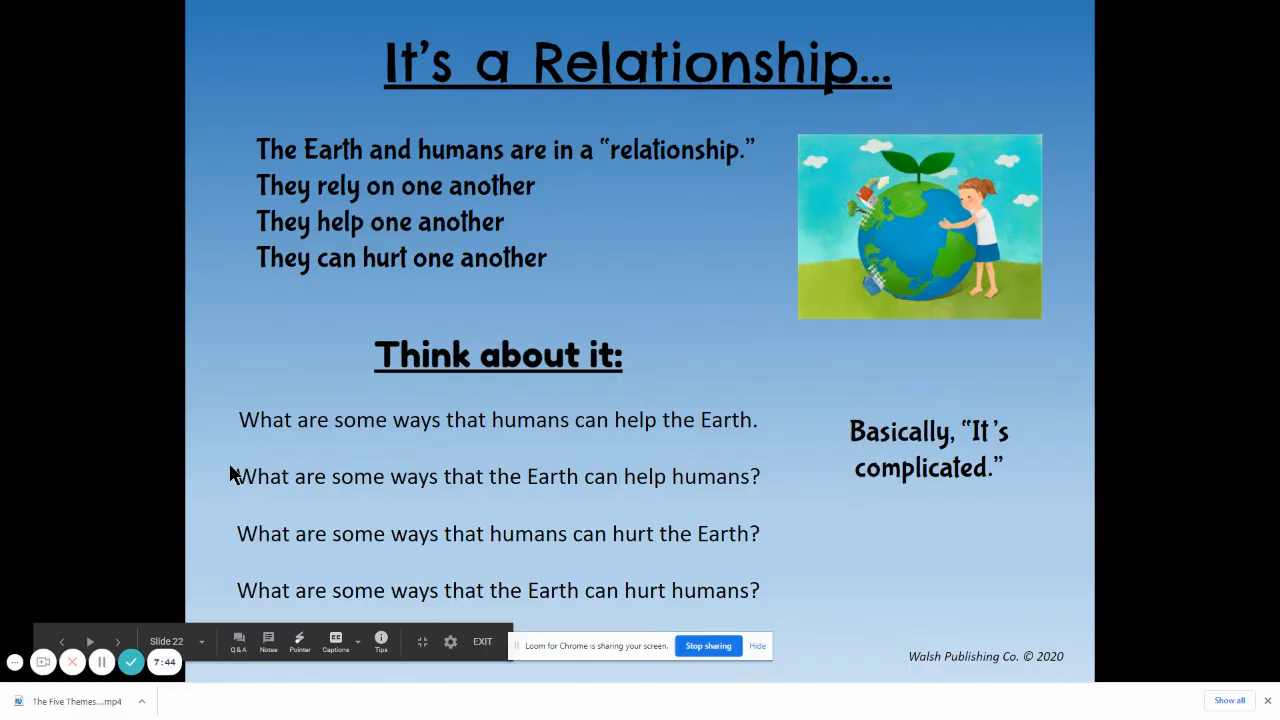 It's a Relationship...
The Earth and humans are in a “relationship.”
They rely on one another
They help one another
They can hurt one another
Think about it:
What are some ways that humans can help the Earth.
What are some ways that the Earth can help humans?
What are some ways that humans can hurt the Earth?
What are some ways that the Earth can hurt humans?
Basically, “It's
complicated.”
Slide 22
Q & A
Notes
Pointer
Captions
Tips
EXIT
Loom for Chrome is sharing your screen.
Stop sharing
Hide
7:44
Walsh Publishing Co. © 2020
The Five Themes....mp4
Show all